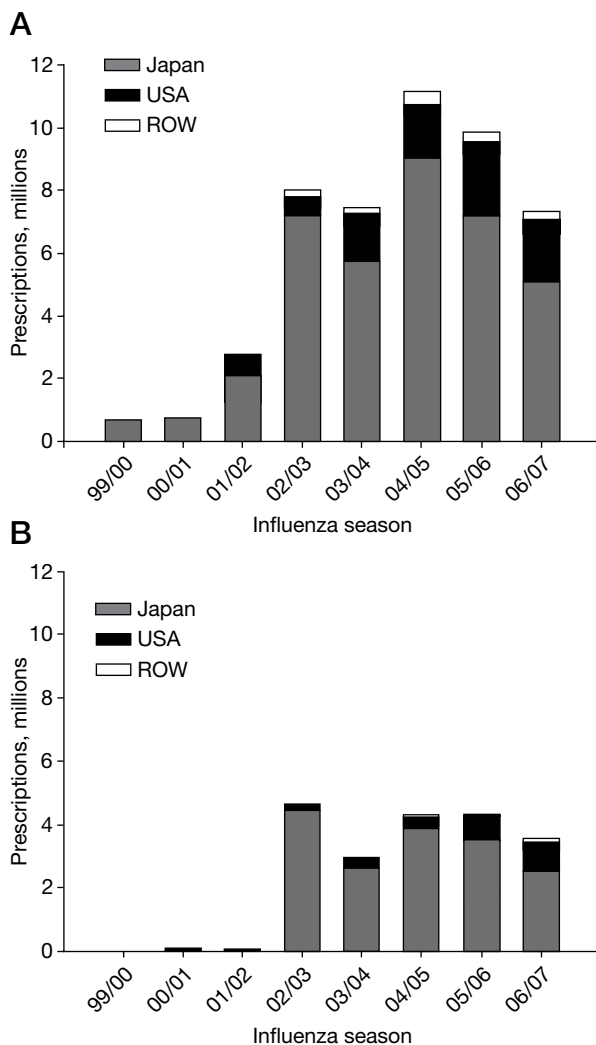 A
12
10
8
6
4
2
0
Prescriptions, millions
Japan
USA
ROW
99/00
00/01
01/02
02/03
03/04
04/05
05/06
06/07
Influenza season
B
12
10
8
6
4
2
0
Prescriptions, millions
Japan
USA
ROW
99/00
00/01
01/02
02/03
03/04
04/05
05/06
06/07
Influenza season